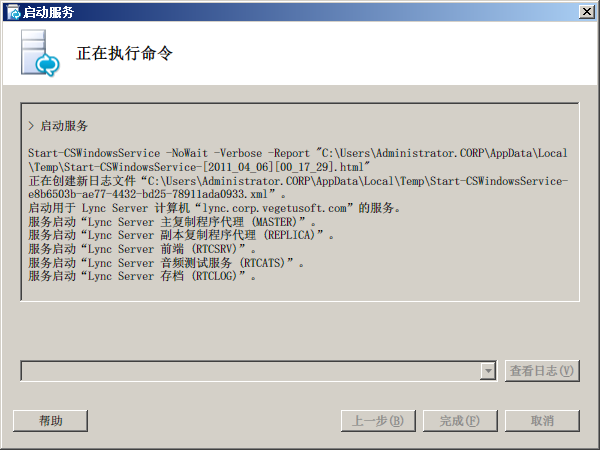 启动服务
正在执行命令
> 启动服务
Start-CSWindowsService -NoWait -Verbose -Report "C:\Users\Administrator.CORP\AppData\Local
\Temp\Start-CSWindowsService-[2011_04_06][00_17_29].html"
正在创建新日志文件“C:\Users\Administrator.CORP\AppData\Local\Temp\Start-CSWindowsService-
e8b6503b-ae77-4432-bd25-78911ada0933.xml”。
启动用于 Lync Server 计算机“lync.corp.vegetusoft.com”的服务。
服务启动“Lync Server 主复制程序代理 (MASTER)”。
服务启动“Lync Server 副本复制程序代理 (REPLICA)”。
服务启动“Lync Server 前端 (RTCSRV)”。
服务启动“Lync Server 音频测试服务 (RTCATS)”。
服务启动“Lync Server 存档 (RTCLOG)”。
查看日志(V)
帮助
上一步(B)
完成(F)
取消